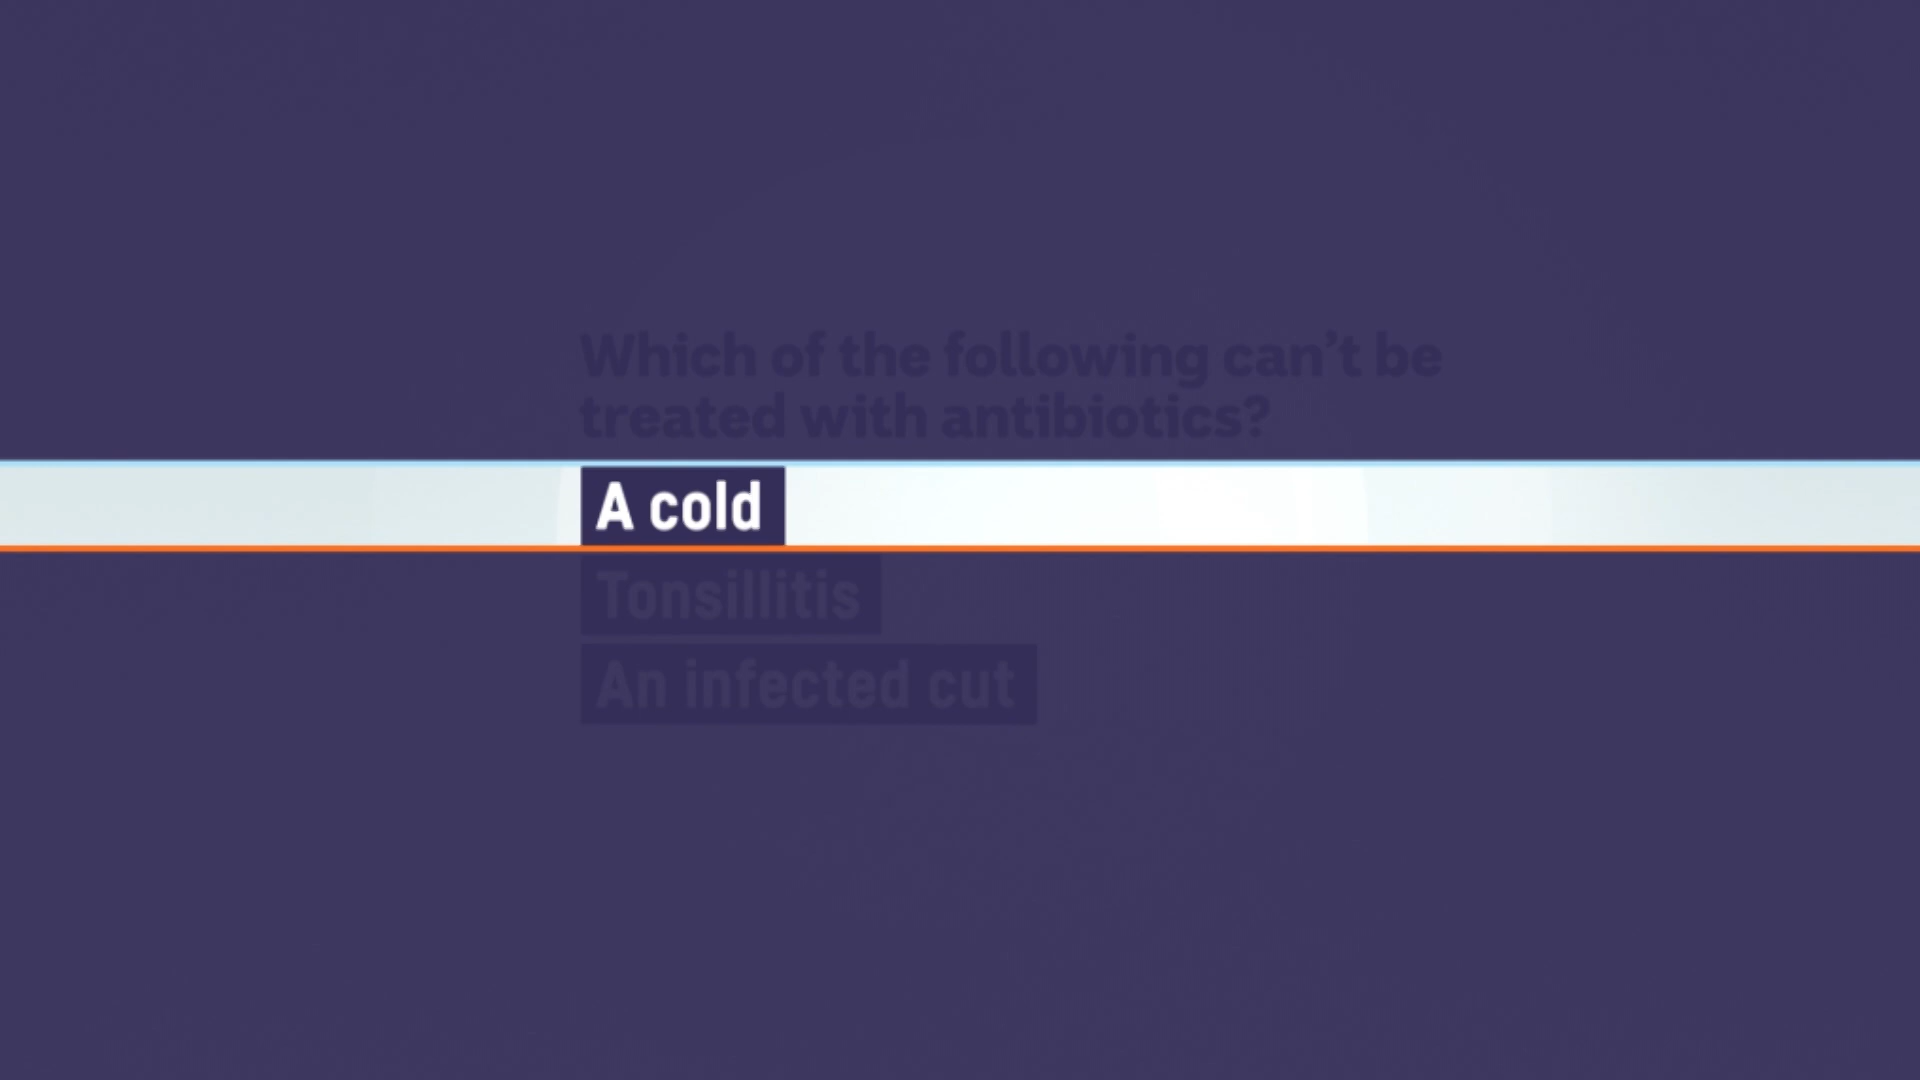 Which of the following can’t be
treated with antibiotics?
A cold
Tonsillitis
An infected cut